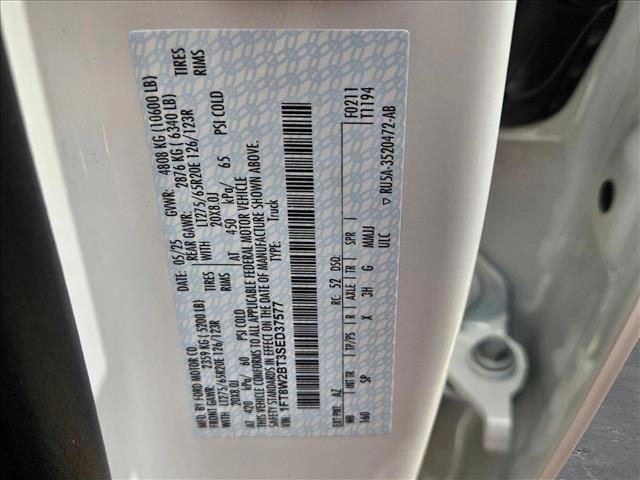 MFD. BY FORD MOTOR CO. 05/25 GVWR: 4808 KG (10600 LB)
FRONT GAWR: 2359 KG (5200 LB) REAR GAWR: 2876 KG (6340 LB)
WITH LT275/65R20E 126/123R WITH LT275/65R20E 126/123R TIRES
20X8.0J RIMS 20X8.0J RIMS
AT 420 kPa/ 60 PSI COLD AT 450 kPa/ 65 PSI COLD
THIS VEHICLE CONFORMS TO ALL APPLICABLE FEDERAL MOTOR VEHICLE
SAFETY STANDARDS IN EFFECT ON THE DATE OF MANUFACTURE SHOWN ABOVE.
VIN: 1FT8W2BT3SED37577 TYPE: Truck
F0211
T1194
EXT PNT: AZ RC: 52 DSO:
WB INT TR TP/PS R AXLE TR SPR
160 SP X 3H G MMUJ
ULC ▽ RU5A-3520472-AB